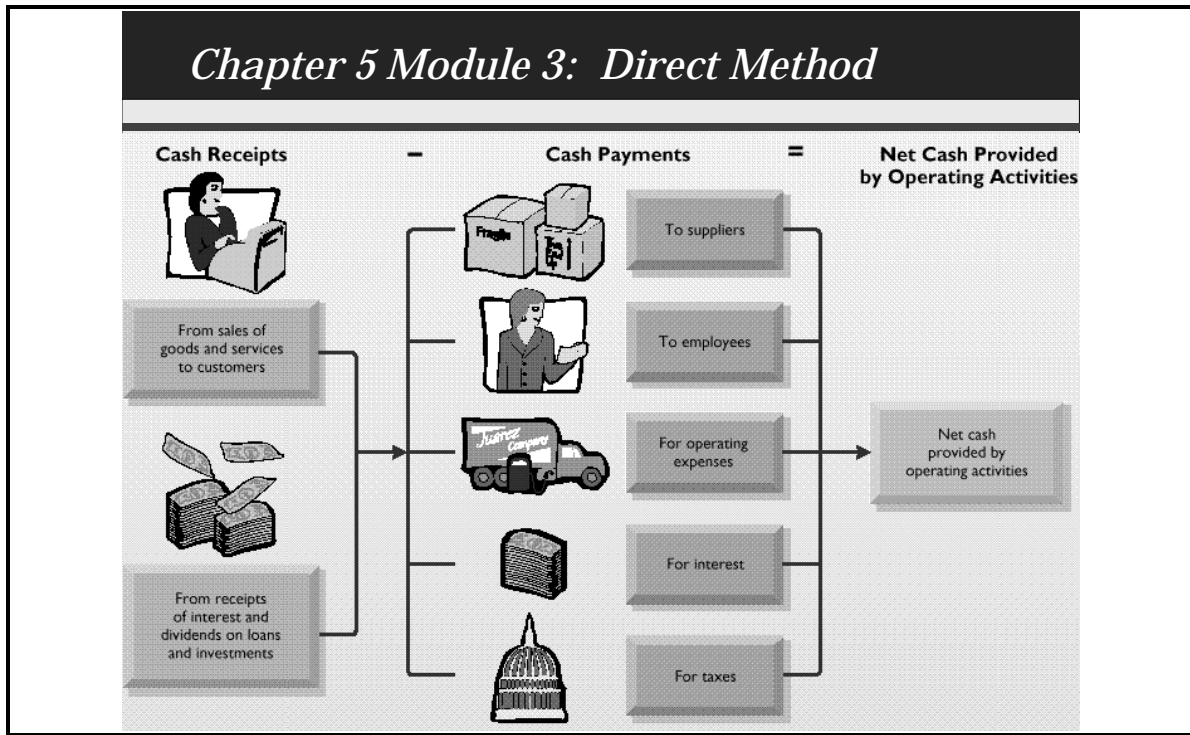 Chapter 5 Module 3: Direct Method
Cash Receipts
–
Cash Payments
=
Net Cash Provided
by Operating Activities
From sales of
goods and services
to customers
From receipts
of interest and
dividends on loans
and investments
Fragile
To suppliers
To employees
Juarez
Company
For operating
expenses
For interest
For taxes
Net cash
provided by
operating activities